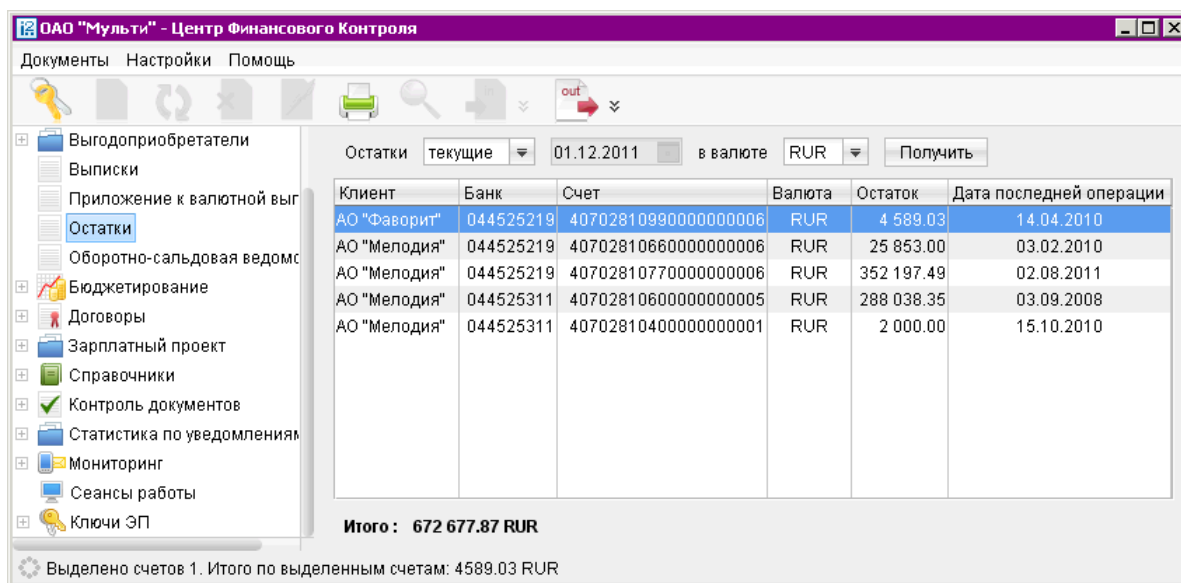 ОАО "Мульти" - Центр Финансового Контроля
Документы Настройки Помощь
in out
Выгодоприобретатели
Выписки
Приложение к валютной вып
Остатки
Оборотно-сальдовая ведомо
Бюджетирование
Договоры
Зарплатный проект
Справочники
Контроль документов
Статистика по уведомлениям
Мониторинг
Сеансы работы
Ключи ЭП
Остатки текущие 01.12.2011 в валюте RUR Получить
Клиент Банк Счет Валюта Остаток Дата последней операции
АО "Фаворит" 044525219 40702810990000000006 RUR 4 589.03 14.04.2010
АО "Мелодия" 044525219 40702810660000000006 RUR 25 853.00 03.02.2010
АО "Мелодия" 044525219 40702810770000000006 RUR 352 197.49 02.08.2011
АО "Мелодия" 044525311 40702810600000000005 RUR 288 038.35 03.09.2008
АО "Мелодия" 044525311 40702810400000000001 RUR 2 000.00 15.10.2010
Итого : 672 677.87 RUR
Выделено счетов 1. Итого по выделенным счетам: 4589.03 RUR